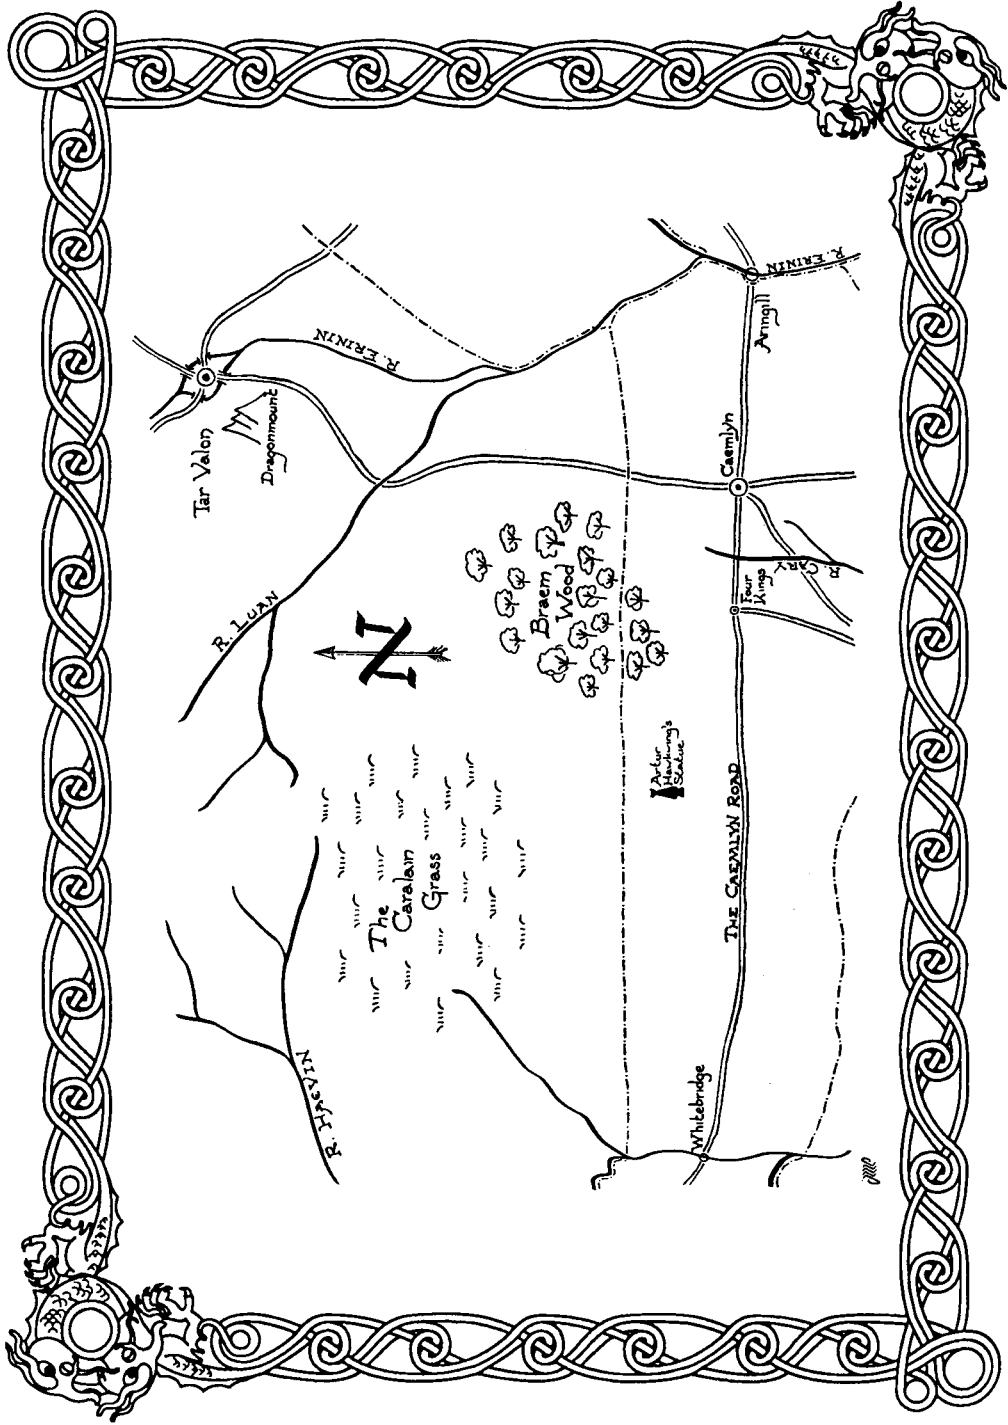 Tar Valon
Dragonmount
R. ERININ
R. LUAN
R. HAEVIN
N
The
Caralain
Grass
Braem
Wood
Artur
Hawkwing's
Statue
Whitebridge
THE CAEMLYN ROAD
Four
Kings
R. CARY
Caemlyn
Aringill
R. ERININ